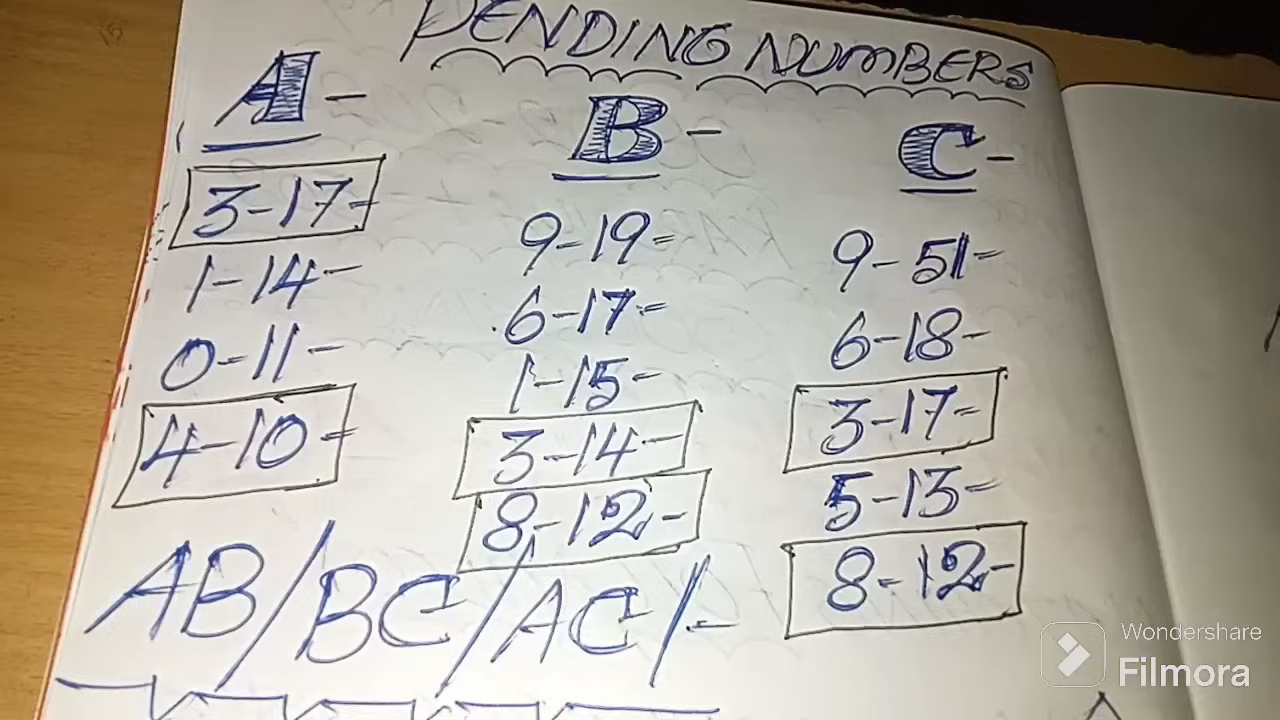 PENDING NUMBERS
A-
3-17-
1-14-
0-11-
4-10-
B-
9-19-
6-17-
1-15-
3-14-
8-12-
C-
9-51-
6-18-
3-17-
5-13-
8-12-
AB/BC/AC/-
Wondershare
Filmora